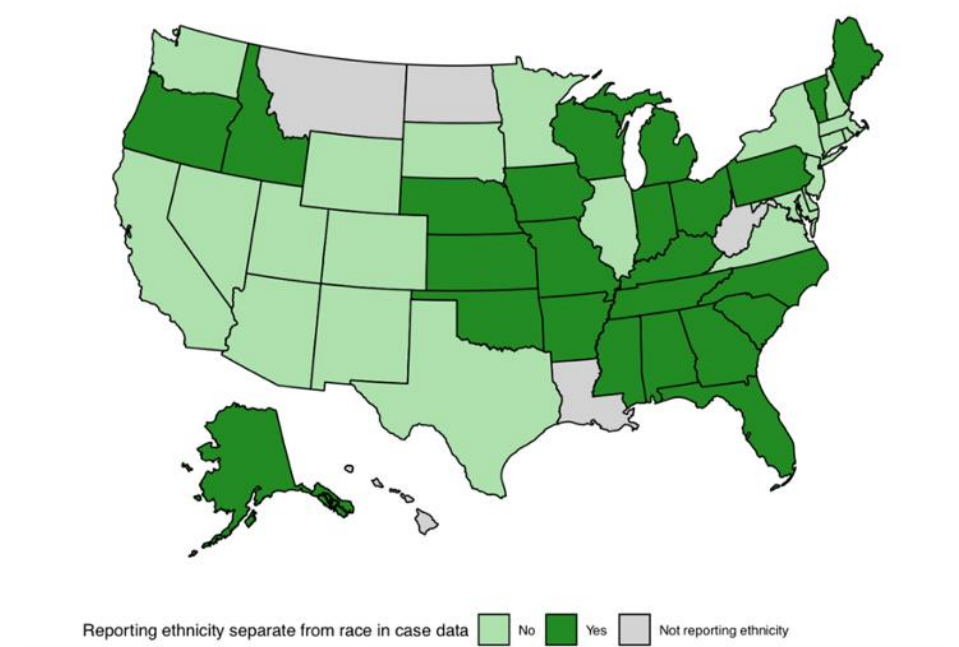 Reporting ethnicity separate from race in case data No Yes Not reporting ethnicity